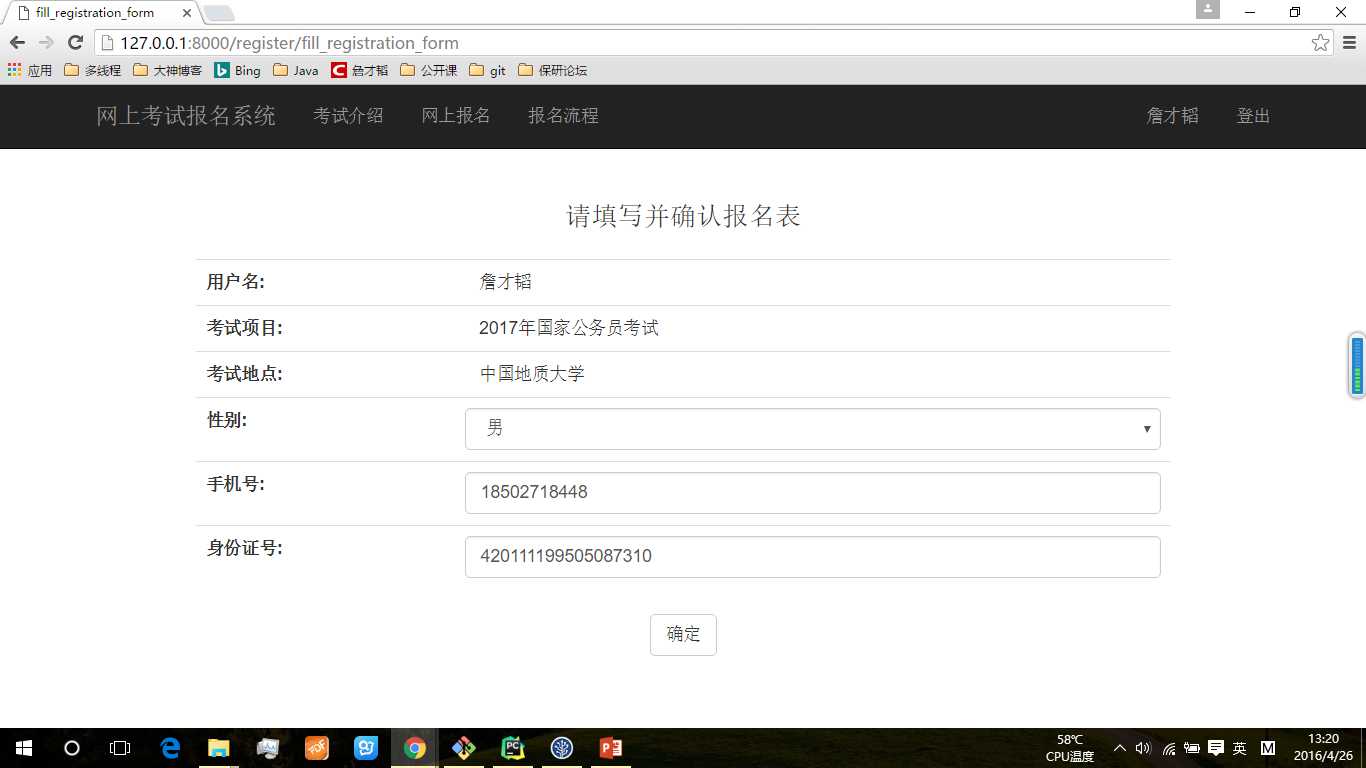 fill_registration_form
127.0.0.1:8000/register/fill_registration_form
应用 多线程 大神博客 Bing Java 詹才韬 公开课 git 保研论坛
网上考试报名系统 考试介绍 网上报名 报名流程 詹才韬 登出
请填写并确认报名表
用户名: 詹才韬
考试项目: 2017年国家公务员考试
考试地点: 中国地质大学
性别: 男
手机号: 18502718448
身份证号: 420111199505087310
确定
58℃
CPU温度
英
13:20
2016/4/26